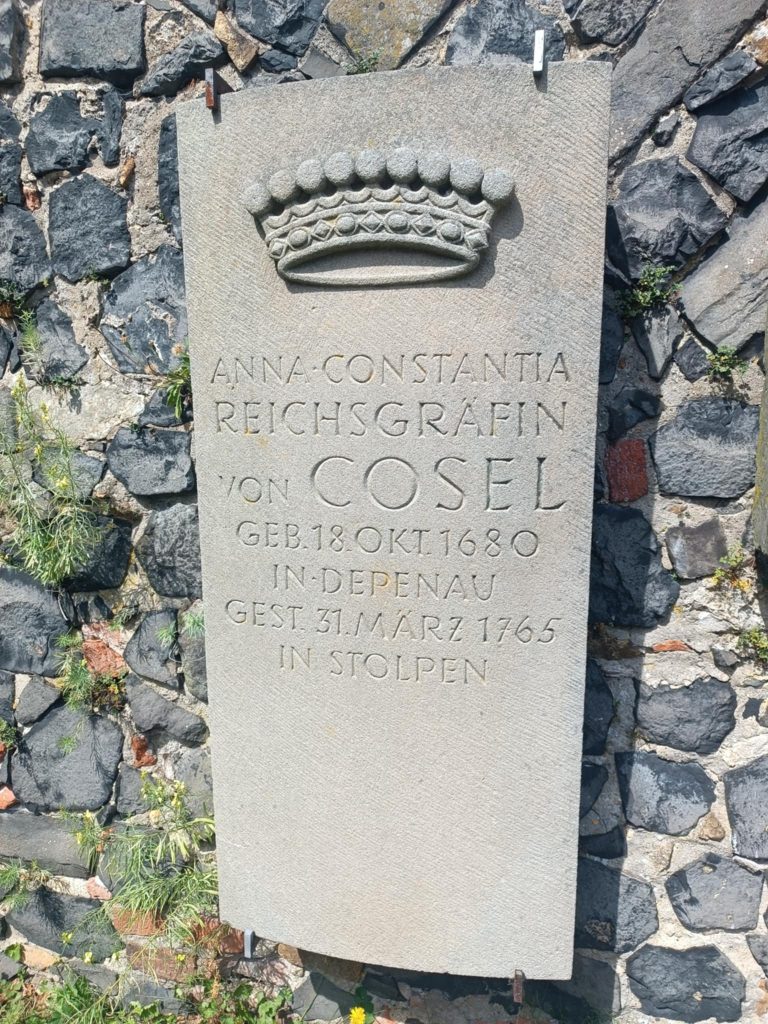 ANNA·CONSTANTIA
REICHSGRÄFIN
VON COSEL
GEB. 18. OKT. 1680
IN·DEPENAU
GEST. 31. MÄRZ 1765
IN STOLPEN